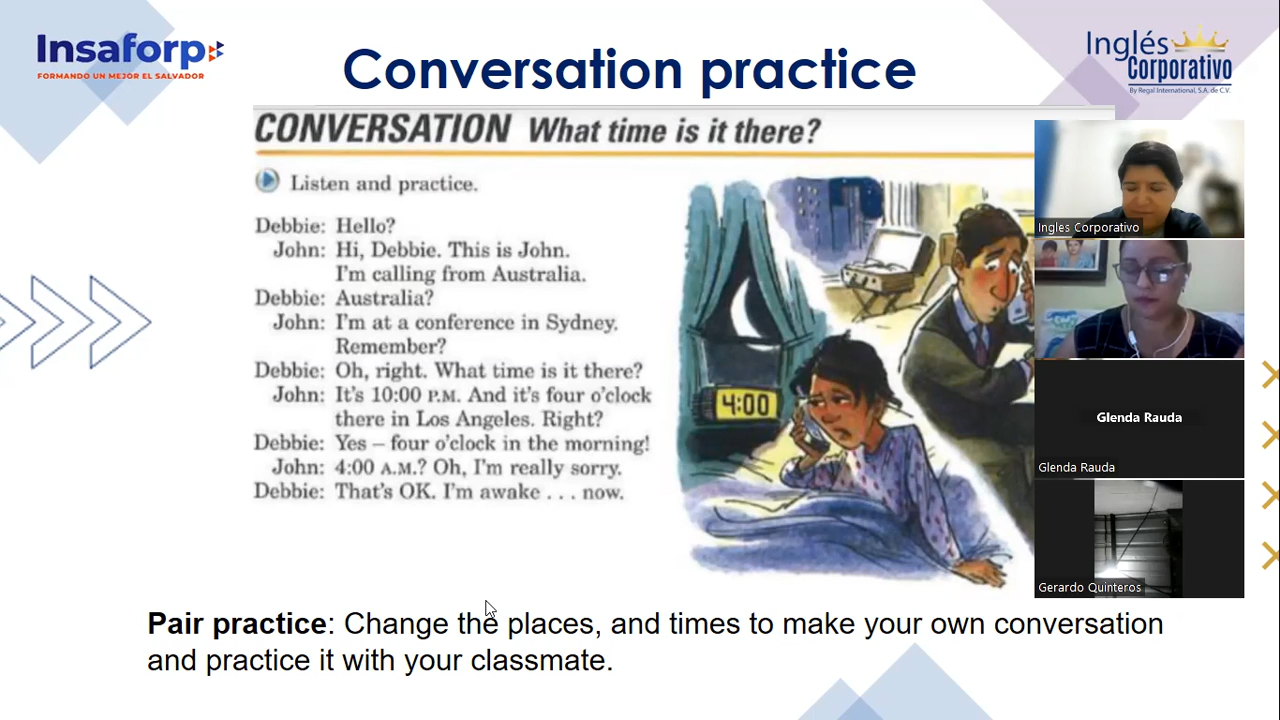 Insaforp
FORMANDO UN MEJOR EL SALVADOR
Conversation practice
Inglés
Corporativo
By Regal International, S.A. de C.V.
CONVERSATION What time is it there?
Listen and practice.
Debbie: Hello?
John: Hi, Debbie. This is John.
I'm calling from Australia.
Debbie: Australia?
John: I'm at a conference in Sydney.
Remember?
Debbie: Oh, right. What time is it there?
John: It's 10:00 P.M. And it's four o'clock
there in Los Angeles. Right?
Debbie: Yes – four o'clock in the morning!
John: 4:00 A.M.? Oh, I'm really sorry.
Debbie: That's OK. I'm awake . . . now.
4:00
Ingles Corporativo
Glenda Rauda
Glenda Rauda
Gerardo Quinteros
Pair practice: Change the places, and times to make your own conversation
and practice it with your classmate.